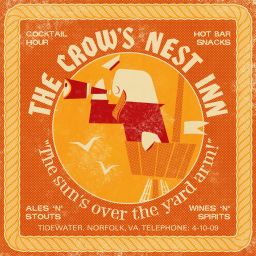 COCKTAIL
HOUR
HOT BAR
SNACKS
THE CROW'S NEST INN
"The sun's over the yard arm!"
ALES 'N'
STOUTS
WINES 'N'
SPIRITS
TIDEWATER, NORFOLK, VA. TELEPHONE: 4-10-09